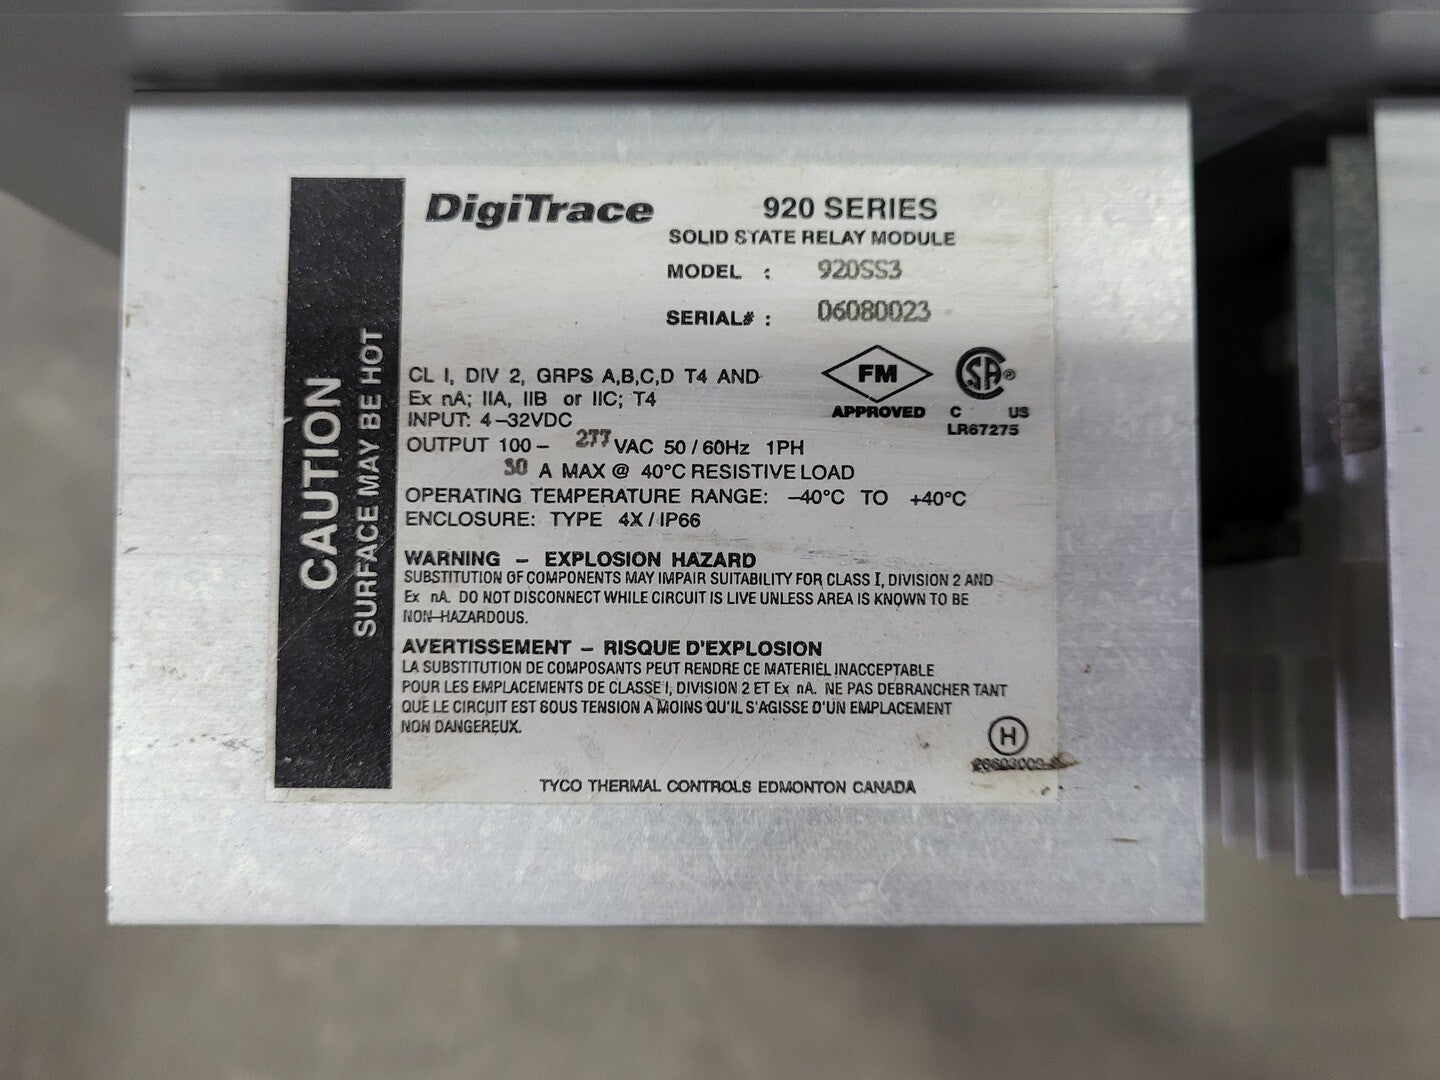 CAUTION
SURFACE MAY BE HOT
DigiTrace 920 SERIES
SOLID STATE RELAY MODULE
MODEL : 920SS3
SERIAL# : 06080023
CL I, DIV 2, GRPS A,B,C,D T4 AND
Ex nA; IIA, IIB or IIC; T4
INPUT: 4-32VDC
OUTPUT 100- 277 VAC 50/60Hz 1PH
30 A MAX @ 40°C RESISTIVE LOAD
OPERATING TEMPERATURE RANGE: -40°C TO +40°C
ENCLOSURE: TYPE 4X/IP66
FM
APPROVED
CSA ®
C US
LR67275
WARNING - EXPLOSION HAZARD
SUBSTITUTION OF COMPONENTS MAY IMPAIR SUITABILITY FOR CLASS I, DIVISION 2 AND
Ex nA. DO NOT DISCONNECT WHILE CIRCUIT IS LIVE UNLESS AREA IS KNOWN TO BE
NON-HAZARDOUS.
AVERTISSEMENT - RISQUE D'EXPLOSION
LA SUBSTITUTION DE COMPOSANTS PEUT RENDRE CE MATERIEL INACCEPTABLE
POUR LES EMPLACEMENTS DE CLASSE I, DIVISION 2 ET Ex nA. NE PAS DEBRANCHER TANT
QUE LE CIRCUIT EST SOUS TENSION A MOINS QU'IL S'AGISSE D'UN EMPLACEMENT
NON DANGEREUX.
H
TYCO THERMAL CONTROLS EDMONTON CANADA